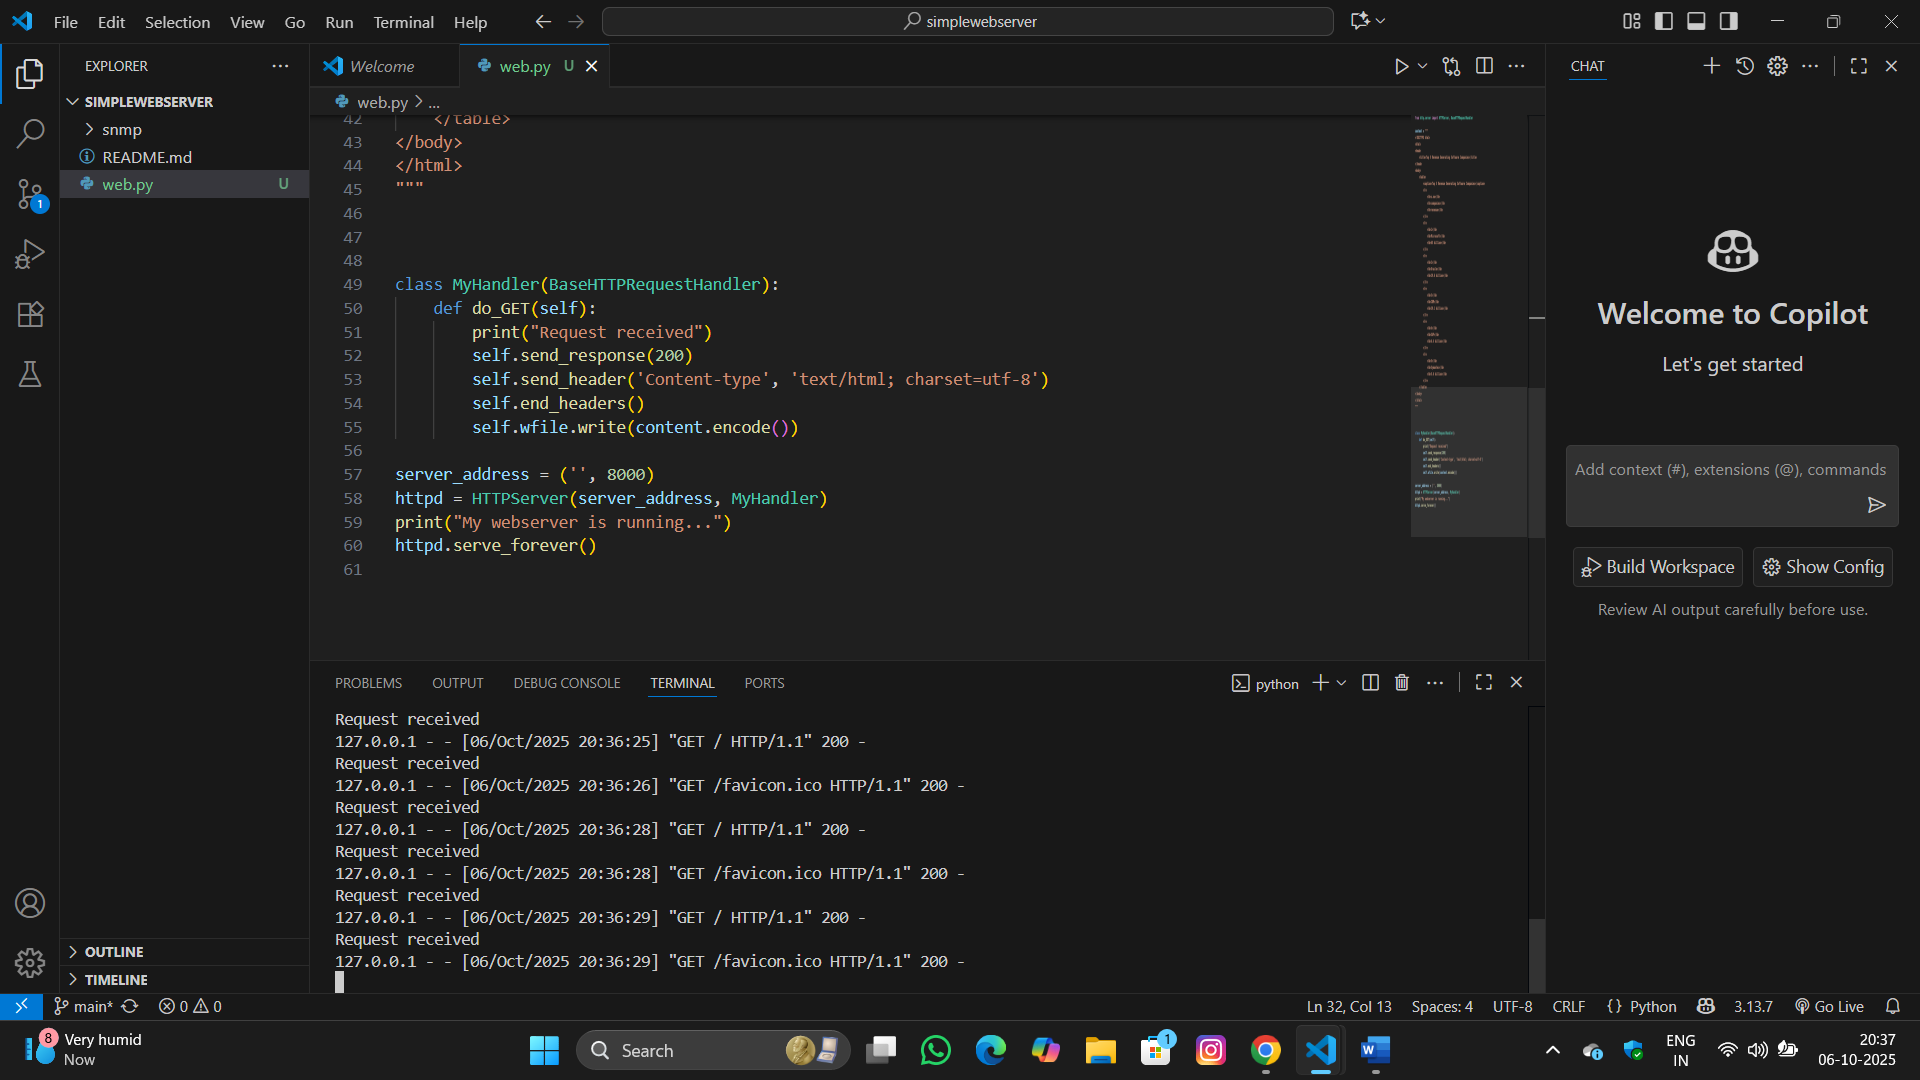 File Edit Selection View Go Run Terminal Help
simplewebserver
EXPLORER
SIMPLEWEBSERVER
snmp
README.md
web.py U
OUTLINE
TIMELINE
Welcome
web.py U
web.py > ...
42 </table>
43 </body>
44 </html>
45 """
46
47
48
49 class MyHandler(BaseHTTPRequestHandler):
50 def do_GET(self):
51 print("Request received")
52 self.send_response(200)
53 self.send_header('Content-type', 'text/html; charset=utf-8')
54 self.end_headers()
55 self.wfile.write(content.encode())
56
57 server_address = ('', 8000)
58 httpd = HTTPServer(server_address, MyHandler)
59 print("My webserver is running...")
60 httpd.serve_forever()
61
PROBLEMS OUTPUT DEBUG CONSOLE TERMINAL PORTS
python
Request received
127.0.0.1 - - [06/Oct/2025 20:36:25] "GET / HTTP/1.1" 200 -
Request received
127.0.0.1 - - [06/Oct/2025 20:36:26] "GET /favicon.ico HTTP/1.1" 200 -
Request received
127.0.0.1 - - [06/Oct/2025 20:36:28] "GET / HTTP/1.1" 200 -
Request received
127.0.0.1 - - [06/Oct/2025 20:36:28] "GET /favicon.ico HTTP/1.1" 200 -
Request received
127.0.0.1 - - [06/Oct/2025 20:36:29] "GET / HTTP/1.1" 200 -
Request received
127.0.0.1 - - [06/Oct/2025 20:36:29] "GET /favicon.ico HTTP/1.1" 200 -
CHAT
Welcome to Copilot
Let's get started
Add context (#), extensions (@), commands
Build Workspace Show Config
Review AI output carefully before use.
1
main* 0 0
Ln 32, Col 13 Spaces: 4 UTF-8 CRLF {} Python 3.13.7 Go Live
8
Very humid
Now
Search
1
ENG
IN
20:37
06-10-2025